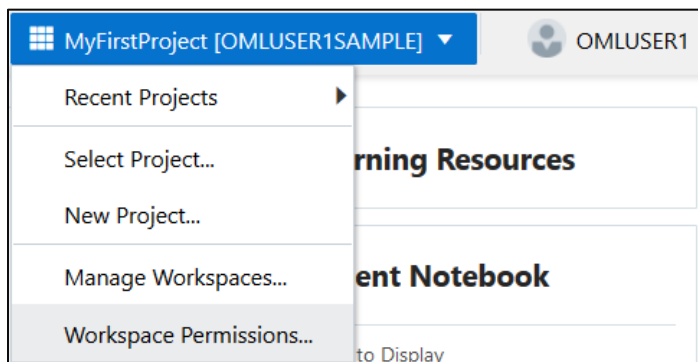 MyFirstProject [OMLUSER1SAMPLE] OMLUSER1
Recent Projects
Select Project...
rning Resources
New Project...
Manage Workspaces...
ent Notebook
Workspace Permissions...
to Display